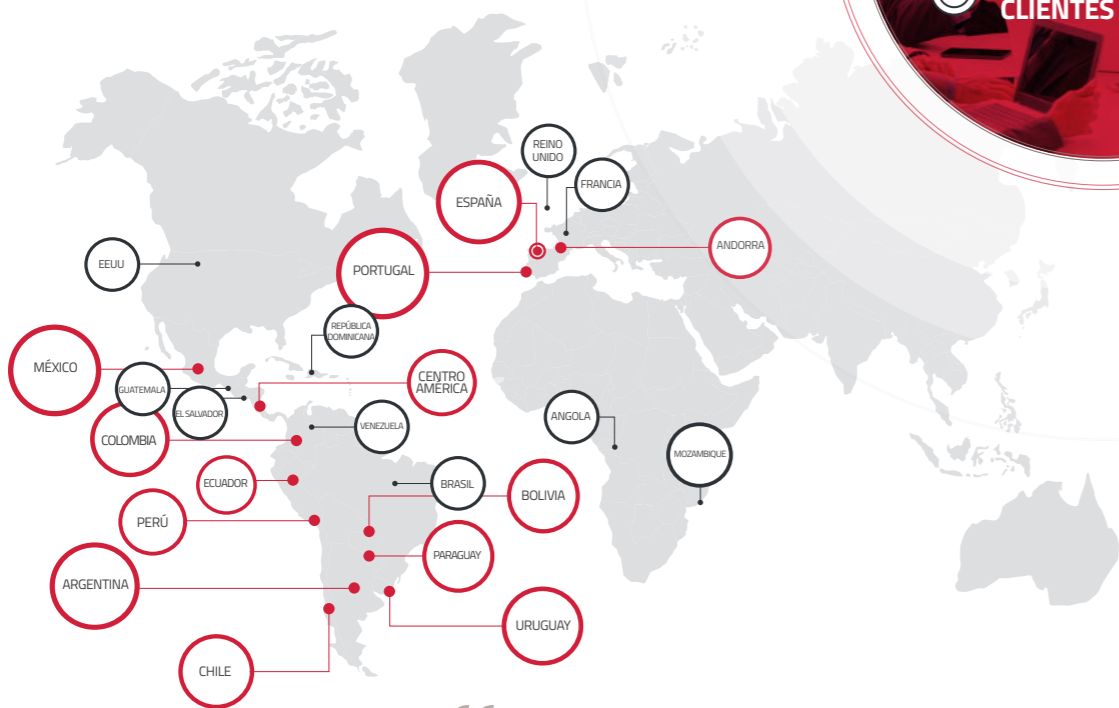 CLIENTES
REINO
UNIDO
FRANCIA
ESPAÑA
ANDORRA
EEUU
PORTUGAL
REPÚBLICA
DOMINICANA
MÉXICO
CENTRO
AMÉRICA
GUATEMALA
EL SALVADOR
VENEZUELA
ANGOLA
COLOMBIA
MOZAMBIQUE
ECUADOR
BRASIL
BOLIVIA
PERÚ
PARAGUAY
ARGENTINA
URUGUAY
CHILE
“